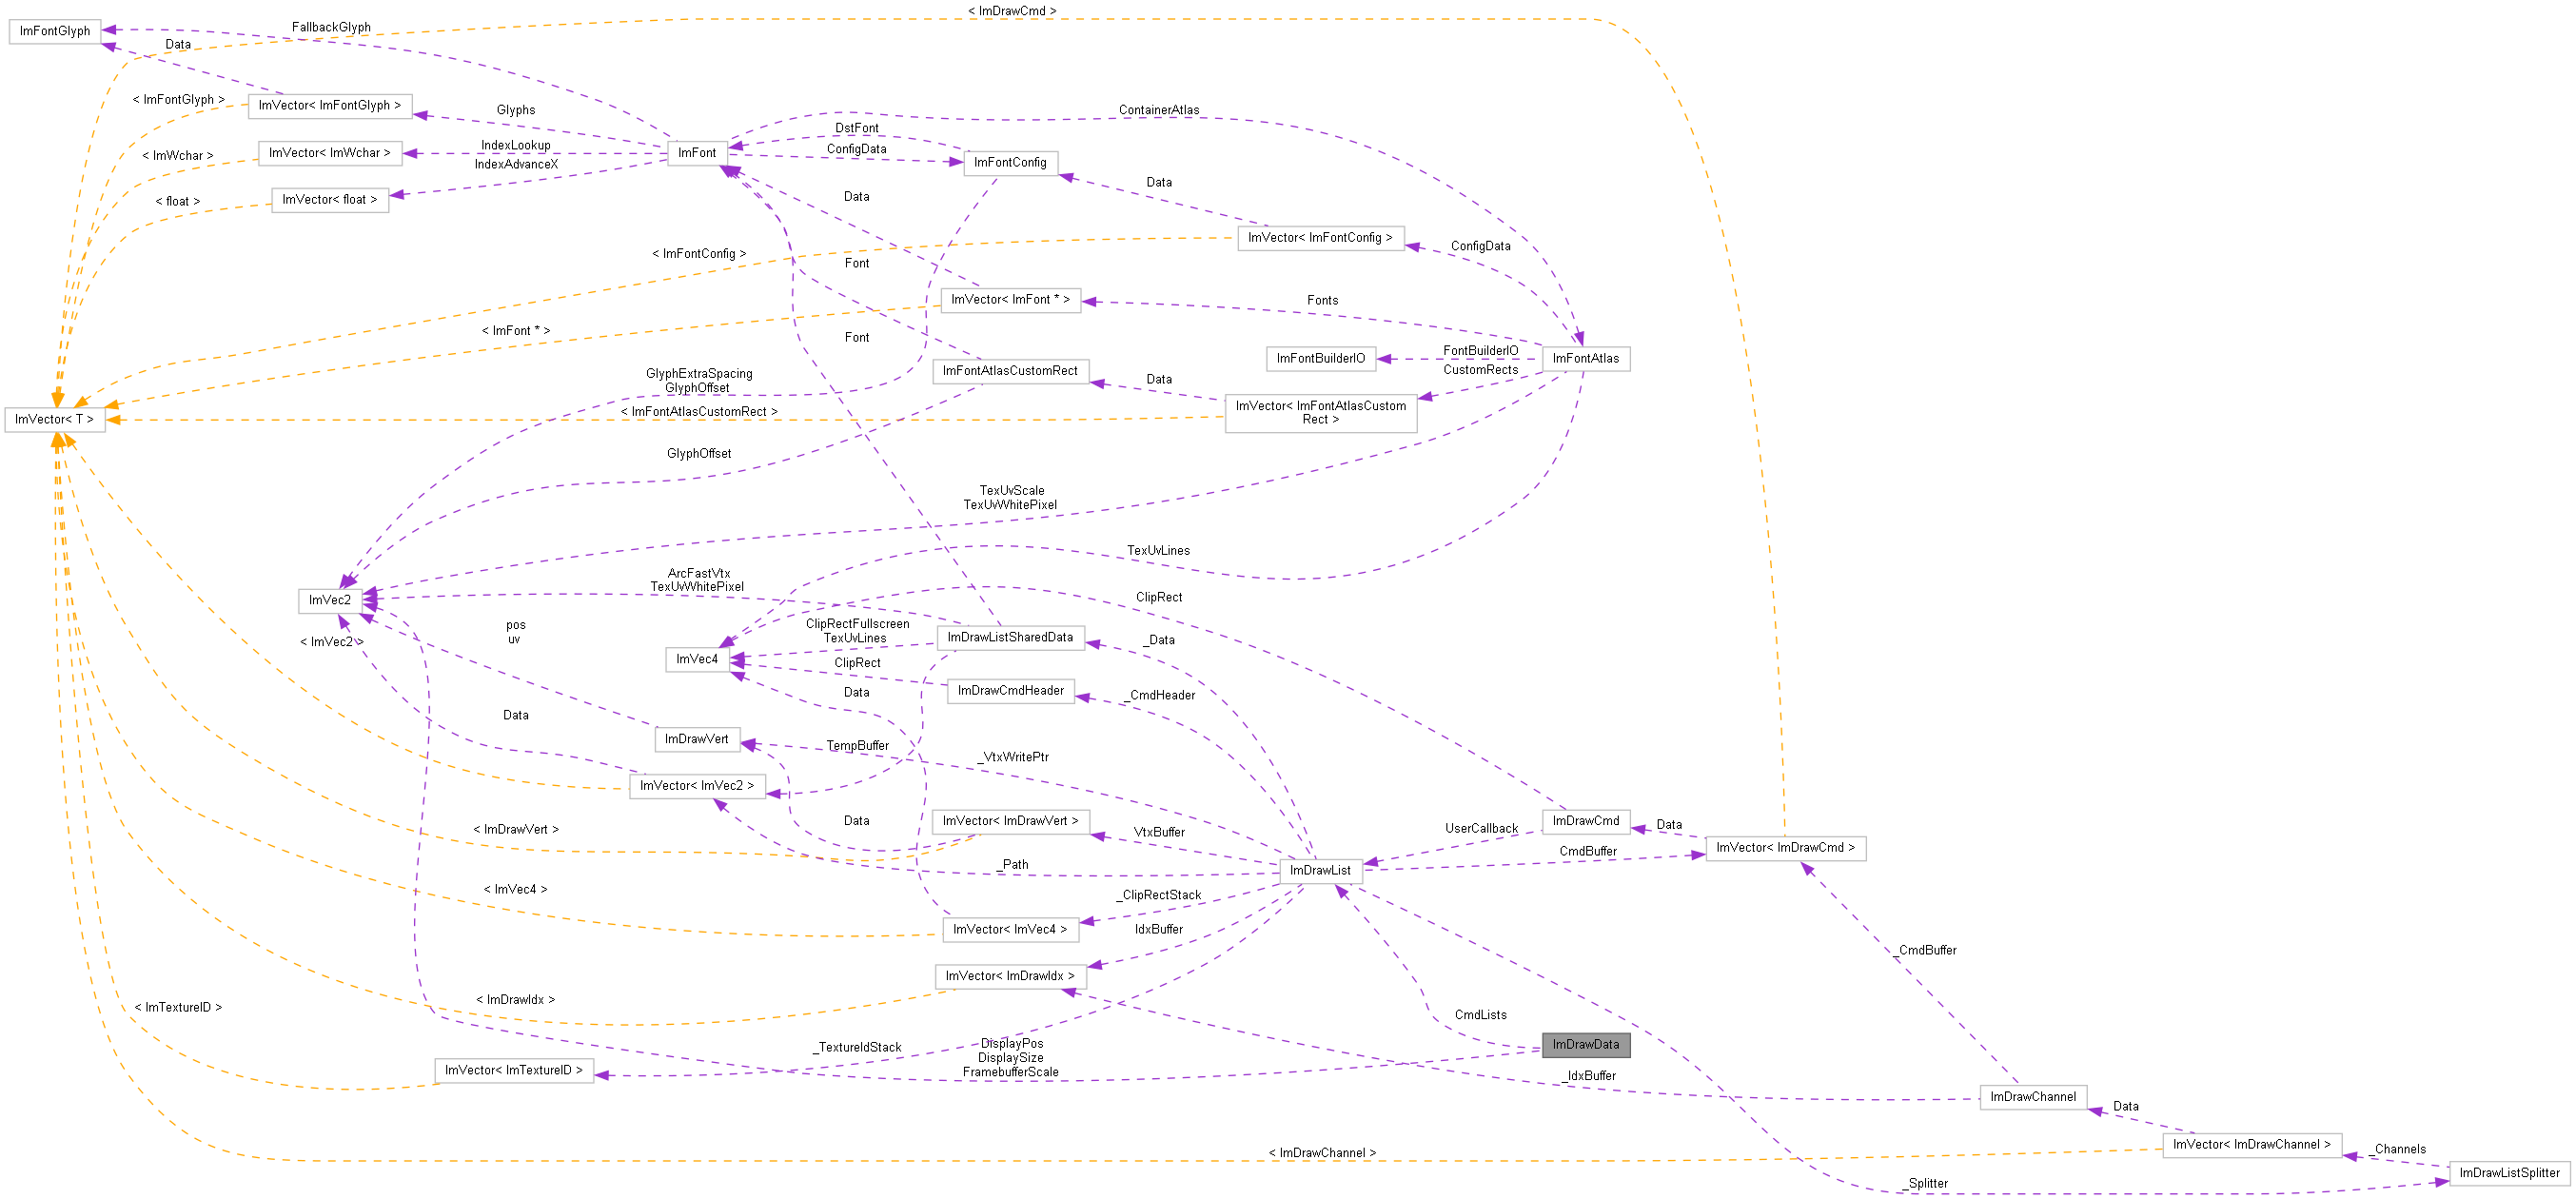 < ImDrawCmd >
FallbackGlyph
ImFontGlyph
Data
< ImFontGlyph >
ImVector< ImFontGlyph >
Glyphs
ContainerAtlas
DstFont
ConfigData
IndexLookup
< ImWchar >
ImVector< ImWchar >
ImFont
ImFontConfig
IndexAdvanceX
Data
Data
< float >
ImVector< float >
ImVector< ImFontConfig >
ConfigData
< ImFontConfig >
Font
ImVector< ImFont * >
Fonts
< ImFont * >
Font
FontBuilderIO
ImFontBuilderIO
ImFontAtlas
CustomRects
GlyphExtraSpacing
GlyphOffset
ImFontAtlasCustomRect
Data
< ImFontAtlasCustomRect >
ImVector< ImFontAtlasCustom
Rect >
ImVector< T >
GlyphOffset
TexUvScale
TexUvWhitePixel
TexUvLines
ArcFastVtx
TexUvWhitePixel
ImVec2
ClipRect
pos
uv
< ImVec2 >
ClipRectFullscreen
TexUvLines
ImDrawListSharedData
_Data
ImVec4
ClipRect
ImDrawCmdHeader
_CmdHeader
Data
Data
ImDrawVert
TempBuffer
_VtxWritePtr
ImVector< ImVec2 >
< ImDrawVert >
Data
ImVector< ImDrawVert >
VtxBuffer
UserCallback
ImDrawCmd
Data
ImVector< ImDrawCmd >
CmdBuffer
_Path
ImDrawList
< ImVec4 >
_ClipRectStack
ImVector< ImVec4 >
IdxBuffer
_CmdBuffer
ImVector< ImDrawIdx >
< ImDrawIdx >
< ImTextureID >
CmdLists
_TextureIdStack
DisplayPos
DisplaySize
FramebufferScale
ImDrawData
ImVector< ImTextureID >
_IdxBuffer
ImDrawChannel
Data
ImVector< ImDrawChannel >
_Channels
< ImDrawChannel >
ImDrawListSplitter
_Splitter